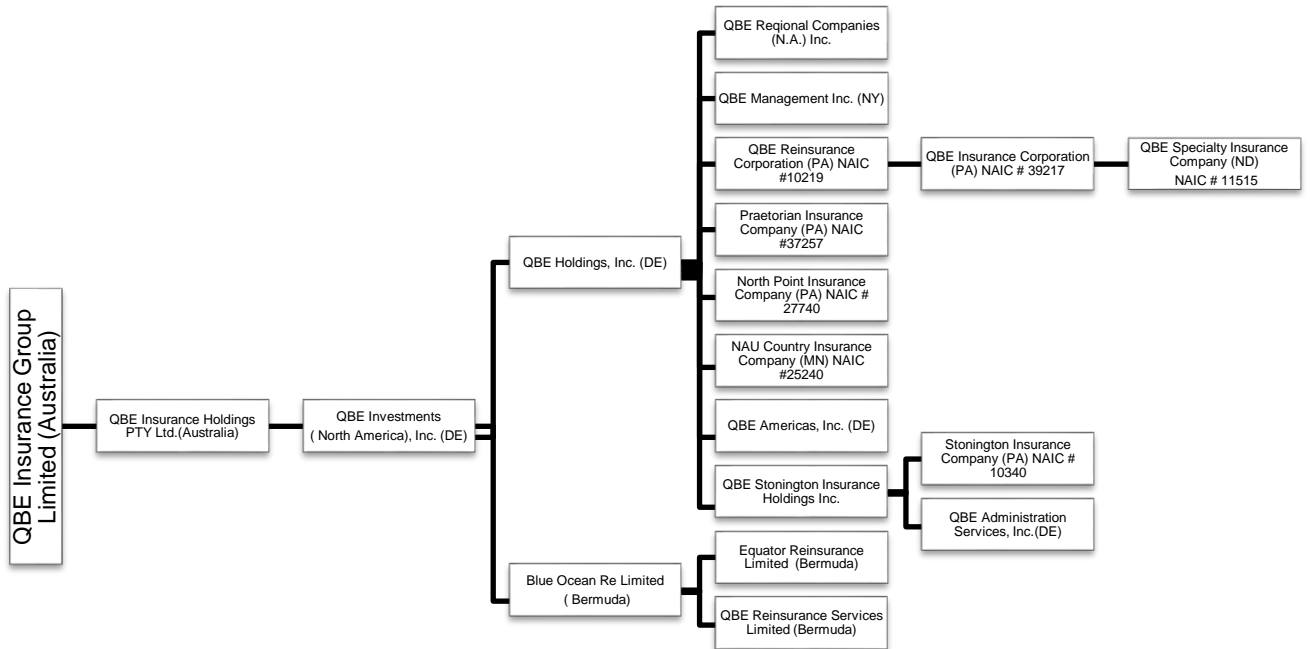 QBE Insurance Group
Limited (Australia)
QBE Insurance Holdings
PTY Ltd.(Australia)
QBE Investments
( North America), Inc. (DE)
QBE Holdings, Inc. (DE)
QBE Reqional Companies
(N.A.) Inc.
QBE Management Inc. (NY)
QBE Reinsurance
Corporation (PA) NAIC
#10219
QBE Insurance Corporation
(PA) NAIC # 39217
QBE Specialty Insurance
Company (ND)
NAIC # 11515
Praetorian Insurance
Company (PA) NAIC
#37257
North Point Insurance
Company (PA) NAIC #
27740
NAU Country Insurance
Company (MN) NAIC
#25240
QBE Americas, Inc. (DE)
QBE Stonington Insurance
Holdings Inc.
Stonington Insurance
Company (PA) NAIC #
10340
QBE Administration
Services, Inc.(DE)
Blue Ocean Re Limited
( Bermuda)
Equator Reinsurance
Limited (Bermuda)
QBE Reinsurance Services
Limited (Bermuda)